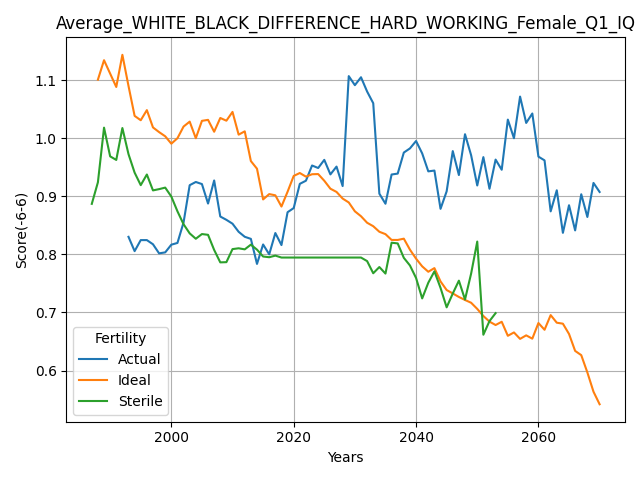 Average_WHITE_BLACK_DIFFERENCE_HARD_WORKING_Female_Q1_IQ
Score(-6-6)
1.1
1.0
0.9
0.8
0.7
0.6
Fertility
Actual
Ideal
Sterile
2000 2020 2040 2060
Years